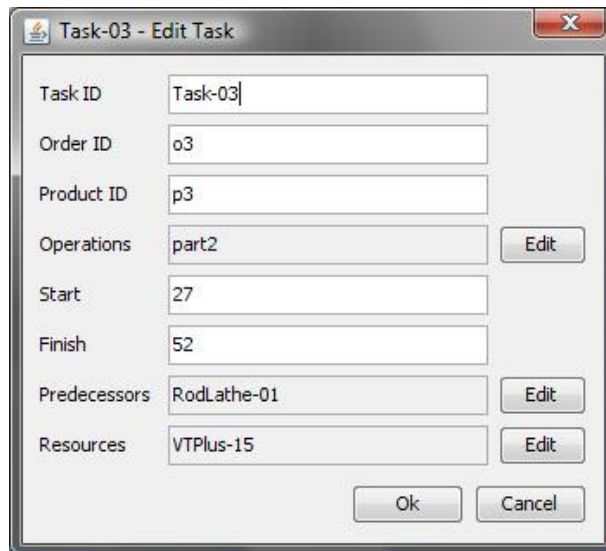 Task-03 - Edit Task
Task ID Task-03
Order ID o3
Product ID p3
Operations part2 Edit
Start 27
Finish 52
Predecessors RodLathe-01 Edit
Resources VTPlus-15 Edit
Ok Cancel